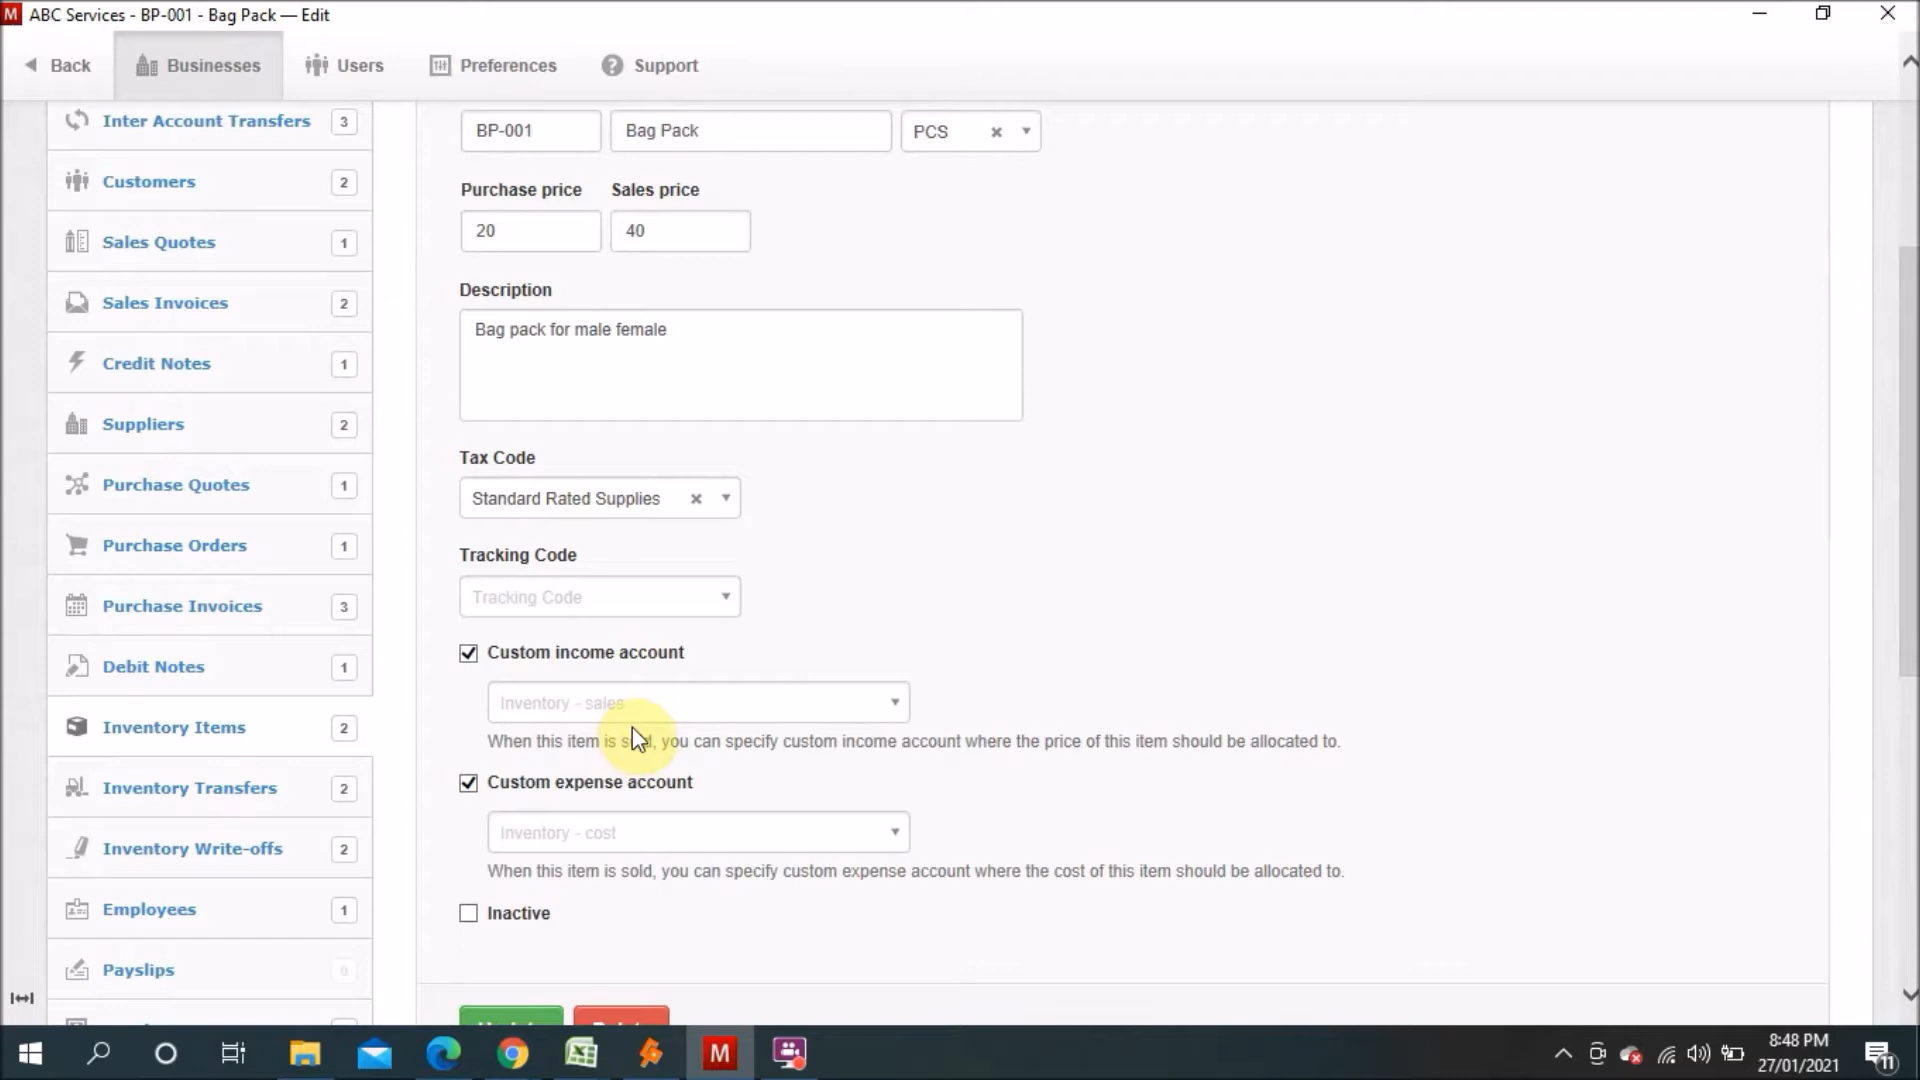 M ABC Services - BP-001 - Bag Pack — Edit
Back
Businesses
Users
Preferences
Support
Inter Account Transfers 3
BP-001
Bag Pack
PCS
Customers 2
Purchase price
Sales price
20
40
Sales Quotes 1
Description
Sales Invoices 2
Bag pack for male female
Credit Notes 1
Suppliers 2
Tax Code
Purchase Quotes 1
Standard Rated Supplies
Purchase Orders 1
Tracking Code
Tracking Code
Purchase Invoices 3
Custom income account
Debit Notes 1
Inventory - sales
Inventory Items 2
When this item is sold, you can specify custom income account where the price of this item should be allocated to.
Custom expense account
Inventory Transfers 2
Inventory - cost
Inventory Write-offs 2
When this item is sold, you can specify custom expense account where the cost of this item should be allocated to.
Employees 1
Inactive
Payslips 0
M
8:48 PM
27/01/2021
11